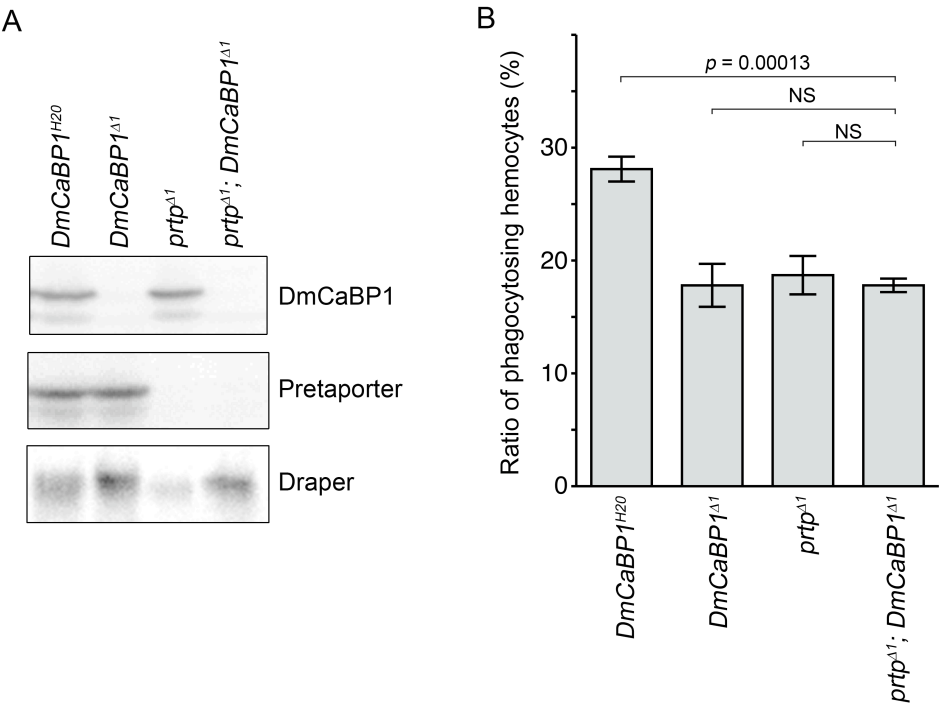 A
DmCaBP1H20
DmCaBP1Δ1
prtpΔ1
prtpΔ1; DmCaBP1Δ1
DmCaBP1
Pretaporter
Draper
B
Ratio of phagocytosing hemocytes (%)
p = 0.00013
NS
NS
30
20
10
0
DmCaBP1H20
DmCaBP1Δ1
prtpΔ1
prtpΔ1; DmCaBP1Δ1